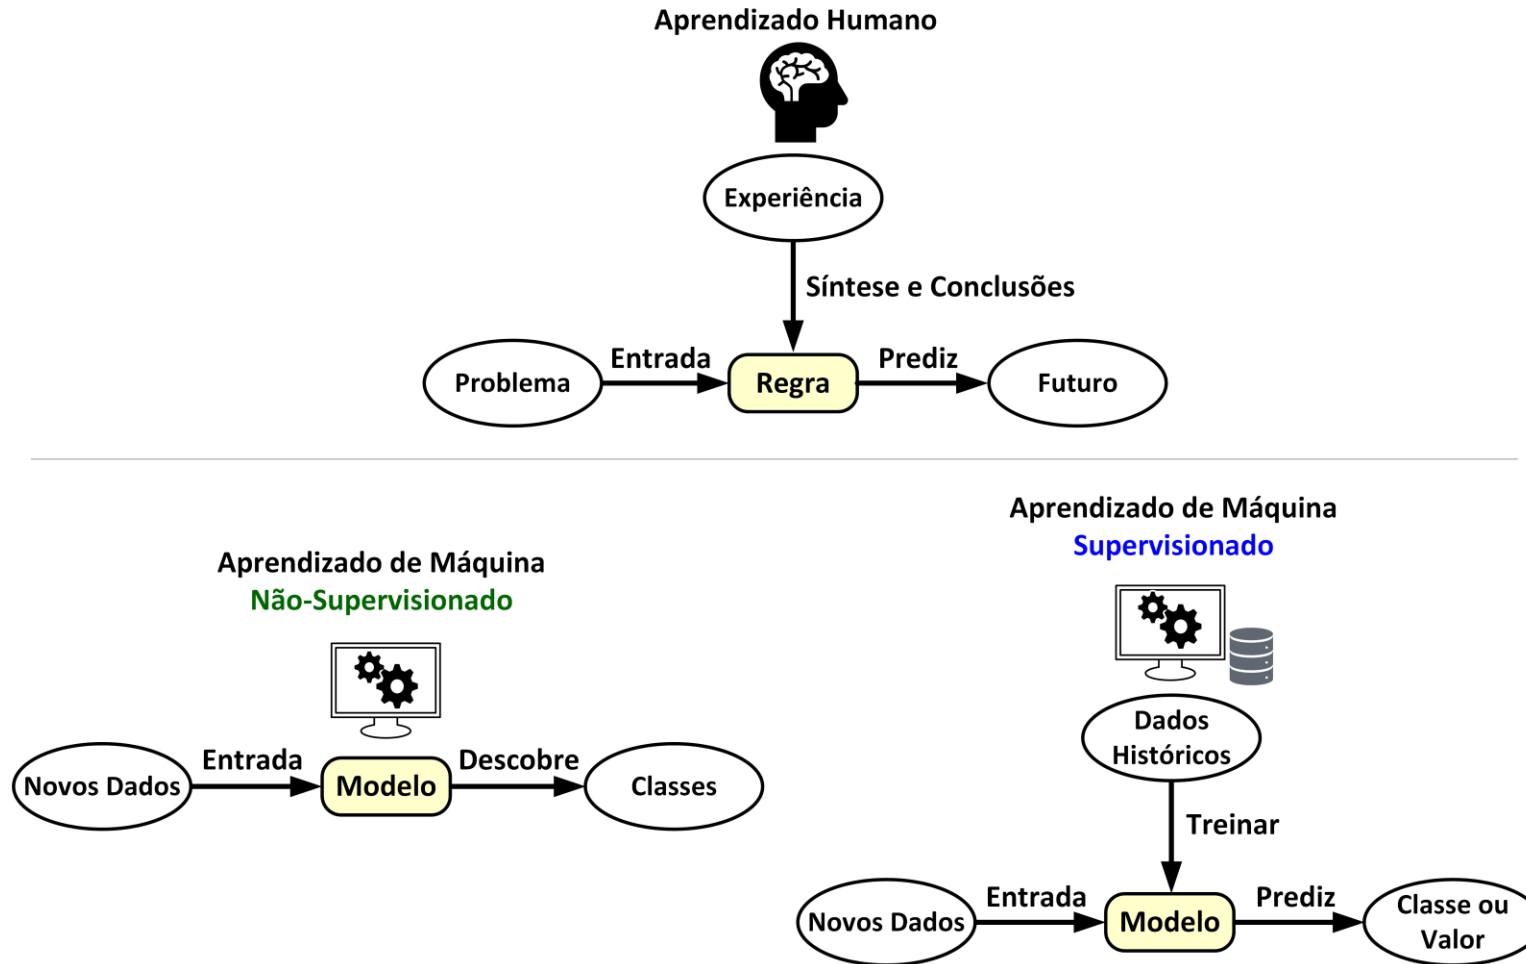 Aprendizado Humano
Experiência
Síntese e Conclusões
Problema
Entrada
Regra
Prediz
Futuro
Aprendizado de Máquina
Não-Supervisionado
Novos Dados
Entrada
Modelo
Descobre
Classes
Aprendizado de Máquina
Supervisionado
Dados
Históricos
Treinar
Novos Dados
Entrada
Modelo
Prediz
Classe ou
Valor